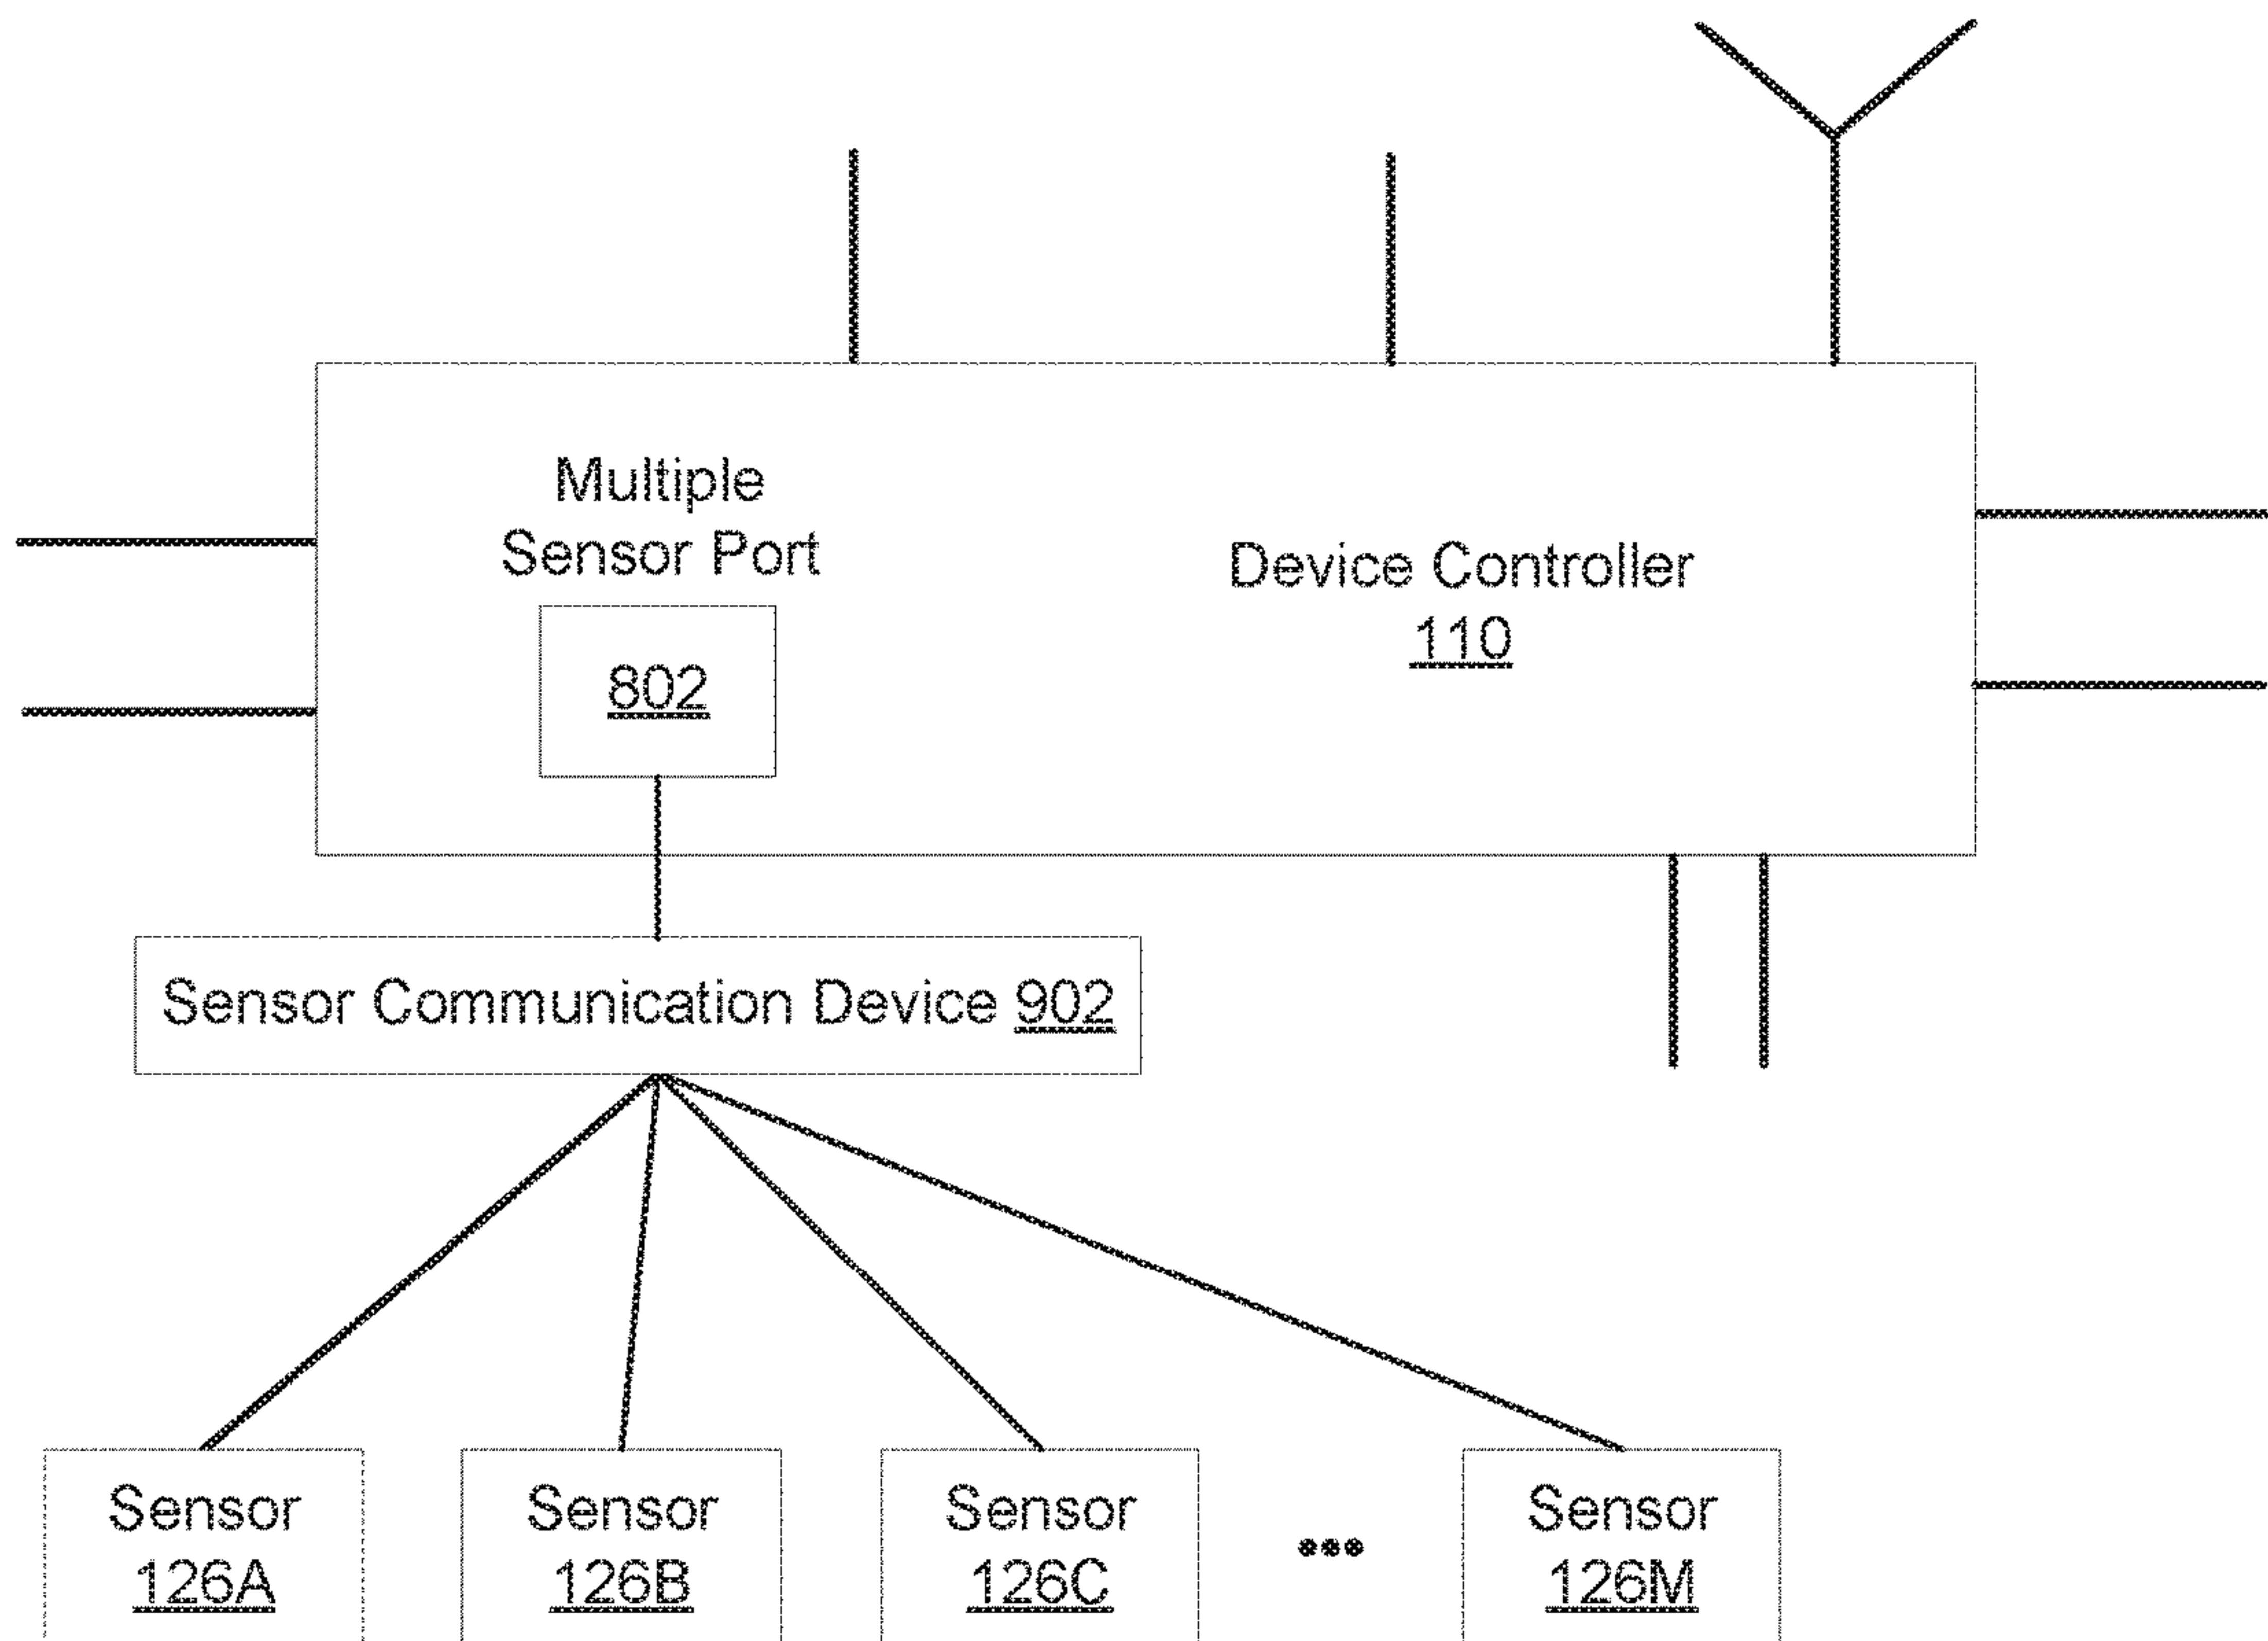 Multiple
Sensor Port
802
Device Controller
110
Sensor Communication Device 902
Sensor
126A
Sensor
126B
Sensor
126C
•••
Sensor
126M